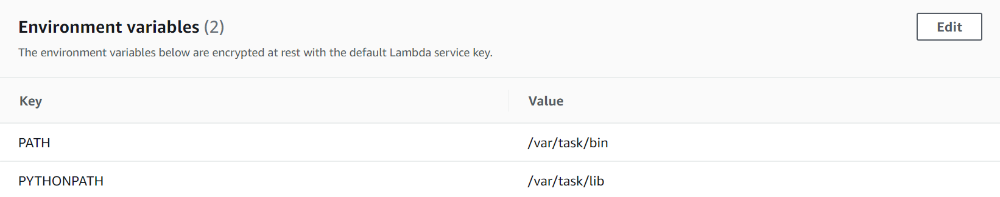 Environment variables (2)
Edit
The environment variables below are encrypted at rest with the default Lambda service key.
Key Value
PATH /var/task/bin
PYTHONPATH /var/task/lib